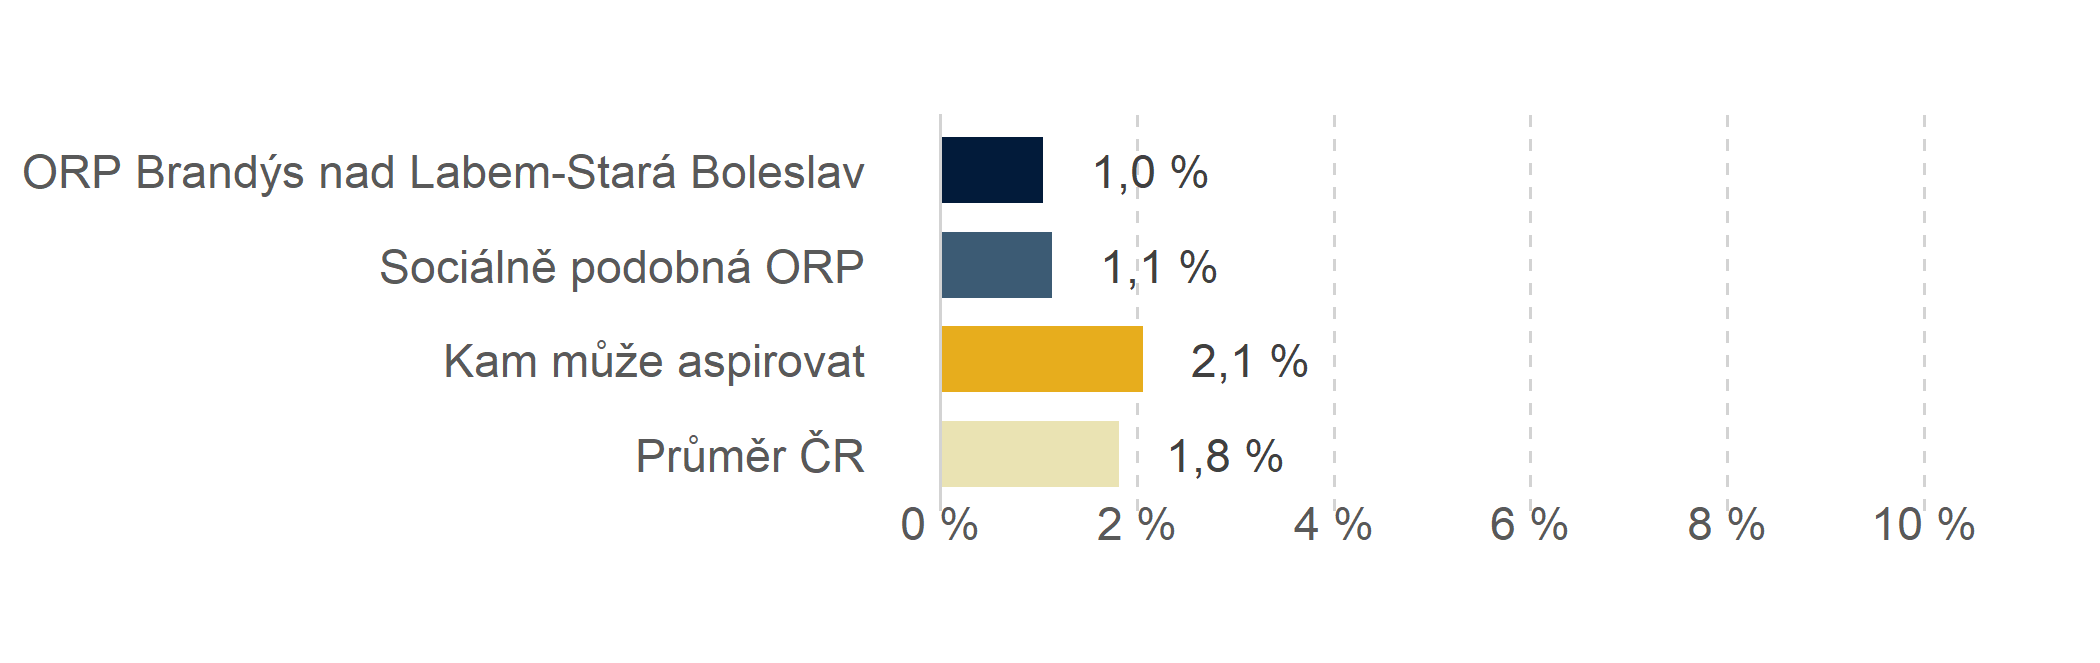 ORP Brandýs nad Labem-Stará Boleslav 1,0 %
Sociálně podobná ORP 1,1 %
Kam může aspirovat 2,1 %
Průměr ČR 1,8 %
0 % 2 % 4 % 6 % 8 % 10 %